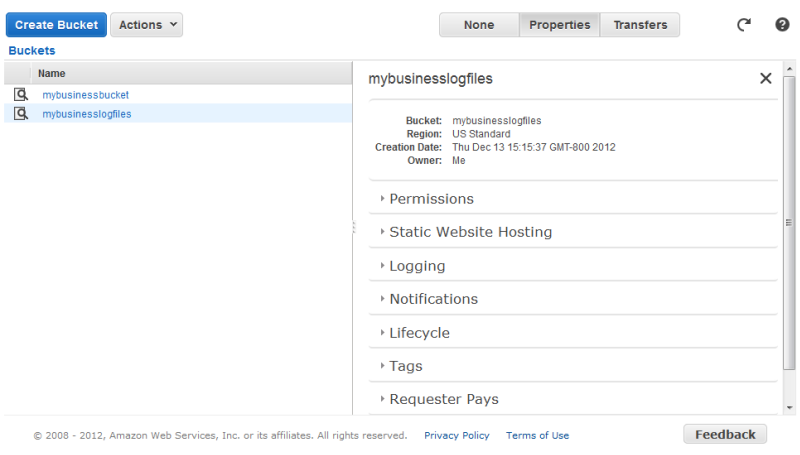 Create Bucket Actions None Properties Transfers
Buckets
Name
mybusinessbucket
mybusinesslogfiles
mybusinesslogfiles
Bucket: mybusinesslogfiles
Region: US Standard
Creation Date: Thu Dec 13 15:15:37 GMT-800 2012
Owner: Me
Permissions
Static Website Hosting
Logging
Notifications
Lifecycle
Tags
Requester Pays
© 2008 - 2012, Amazon Web Services, Inc. or its affiliates. All rights reserved. Privacy Policy Terms of Use Feedback